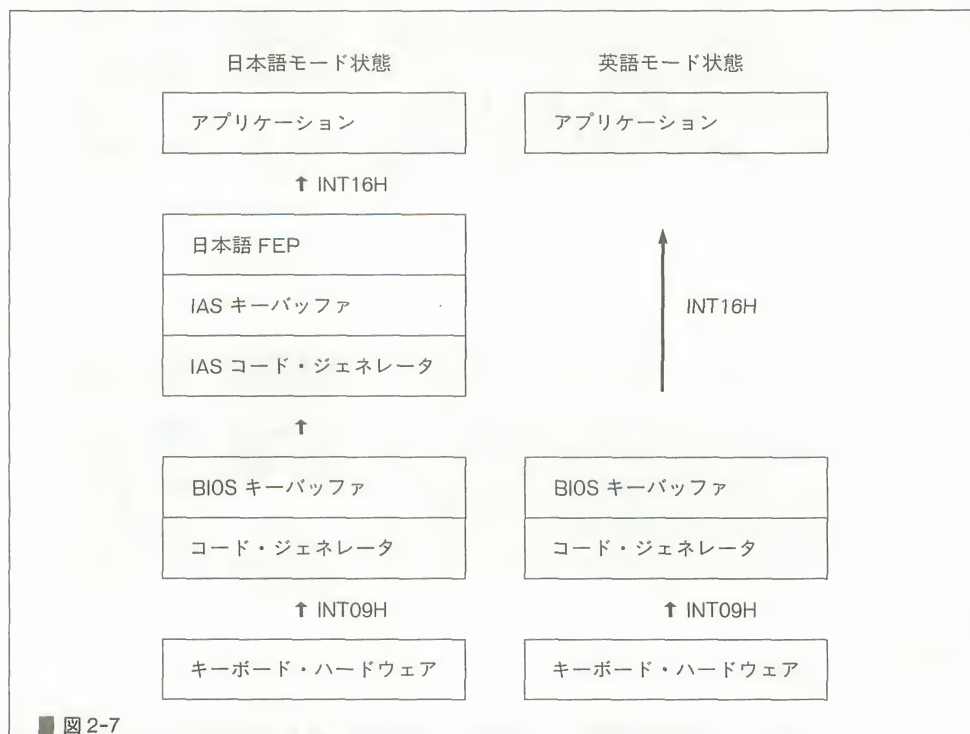 日本語モード状態
英語モード状態
アプリケーション
アプリケーション
↑ INT16H
日本語 FEP
IAS キーバッファ
INT16H
IAS コード・ジェネレータ
↑
BIOS キーバッファ
BIOS キーバッファ
コード・ジェネレータ
コード・ジェネレータ
↑ INT09H
↑ INT09H
キーボード・ハードウェア
キーボード・ハードウェア
■ 図 2-7